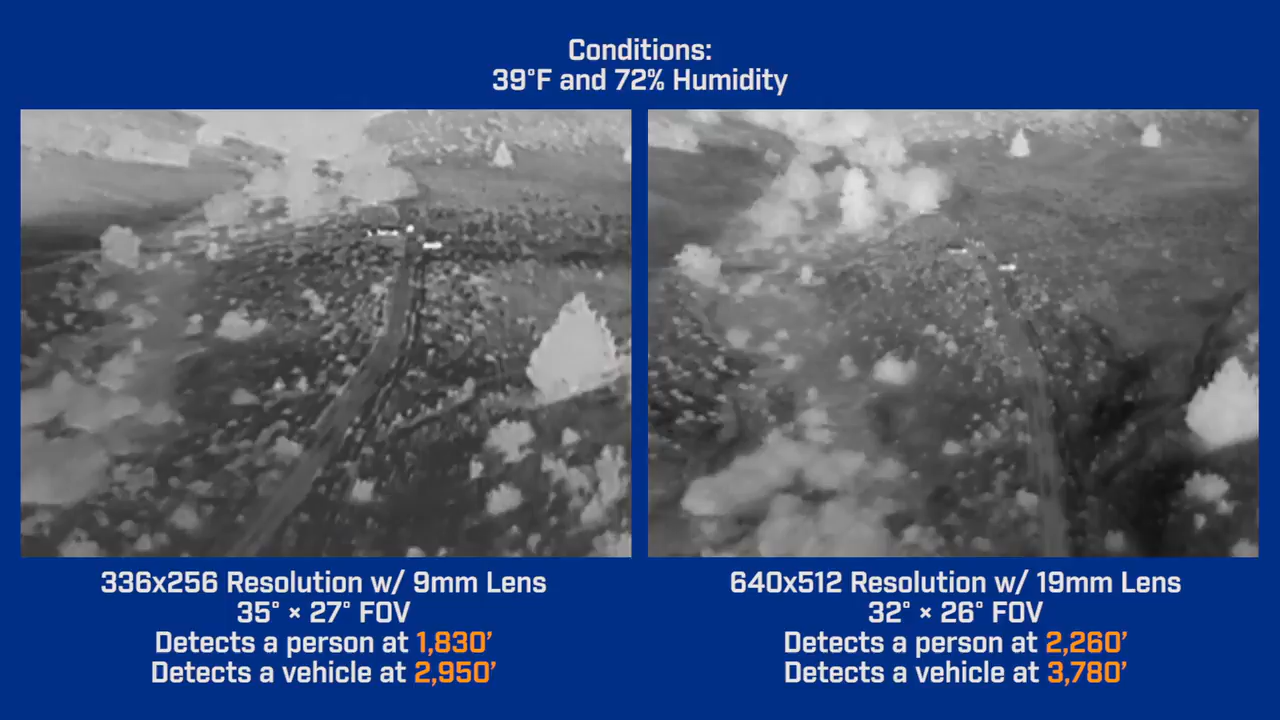 Conditions:
39°F and 72% Humidity
336x256 Resolution w/ 9mm Lens
35° × 27° FOV
Detects a person at 1,830’
Detects a vehicle at 2,950’
640x512 Resolution w/ 19mm Lens
32° × 26° FOV
Detects a person at 2,260’
Detects a vehicle at 3,780’